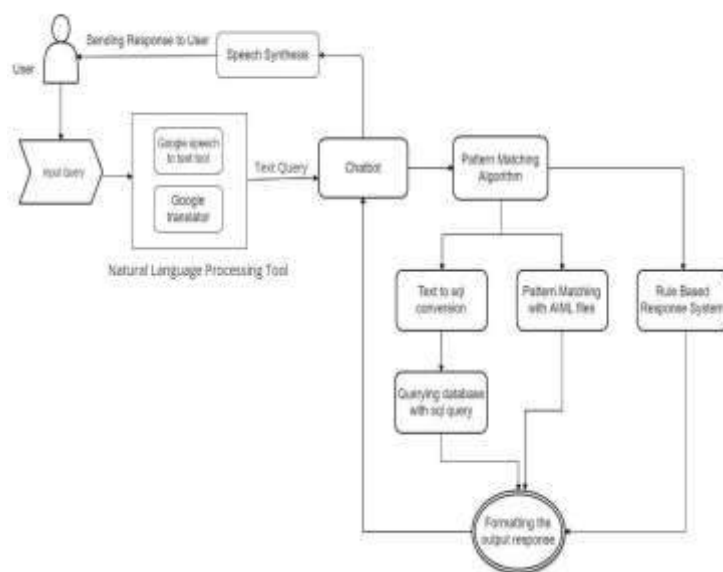 Sending Response to User
Speech Synthesis
User
Input Query
Google speech
to text tool
Google
translator
Text Query
Chatbot
Pattern Matching
Algorithm
Natural Language Processing Tool
Text to sql
conversion
Pattern Matching
with AIML files
Rule Based
Response System
Querying database
with sql query
Formatting the
output response